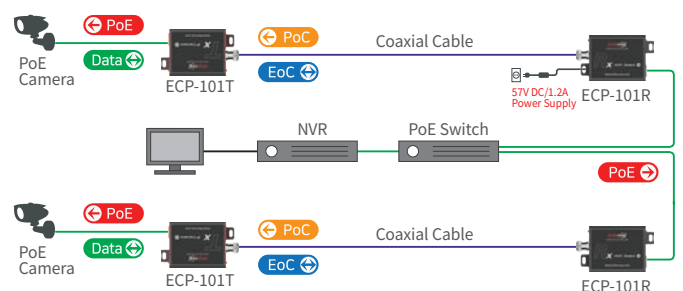 PoE
PoC
Coaxial Cable
Data
EoC
PoE
Camera
ECP-101T
57V DC/1.2A
Power Supply
ECP-101R
NVR
PoE Switch
PoE
PoE
PoC
Coaxial Cable
Data
EoC
PoE
Camera
ECP-101T
ECP-101R